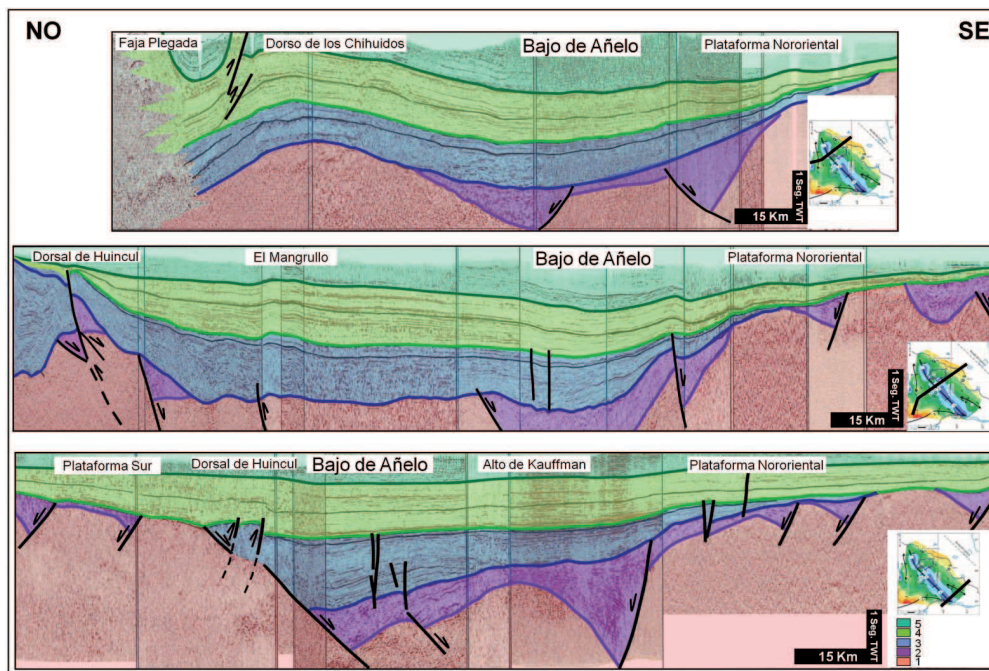 NO
SE
Faja Plegada
Dorso de los Chihuidos
Bajo de Añelo
Plataforma Nororiental
1 Seg. TWT
15 Km
Dorsal de Huincul
El Mangrullo
Bajo de Añelo
Plataforma Nororiental
1 Seg. TWT
15 Km
Plataforma Sur
Dorsal de Huincul
Bajo de Añelo
Alto de Kauffman
Plataforma Nororiental
1 Seg. TWT
15 Km
5
4
3
2
1